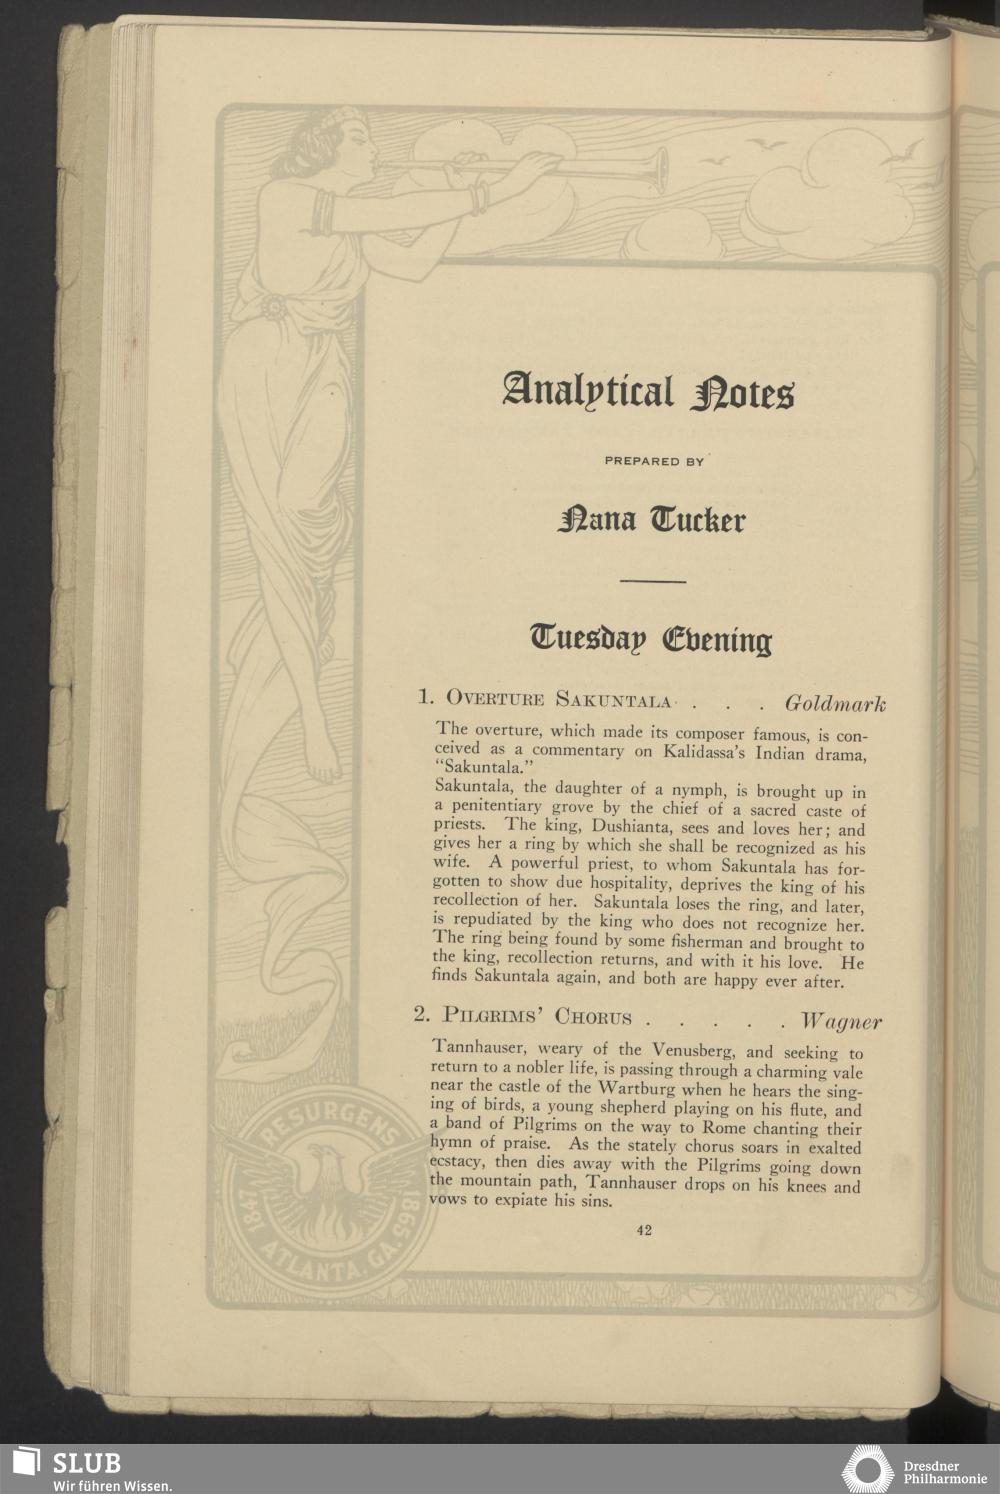 Analytical Notes
PREPARED BY
Nana Tucker
Tuesday Evening
1. OVERTURE SAKUNTALA . . . Goldmark
The overture, which made its composer famous, is con-
ceived as a commentary on Kalidassa's Indian drama,
"Sakuntala."
Sakuntala, the daughter of a nymph, is brought up in
a penitentiary grove by the chief of a sacred caste of
priests. The king, Dushianta, sees and loves her; and
gives her a ring by which she shall be recognized as his
wife. A powerful priest, to whom Sakuntala has for-
gotten to show due hospitality, deprives the king of his
recollection of her. Sakuntala loses the ring, and later,
is repudiated by the king who does not recognize her.
The ring being found by some fisherman and brought to
the king, recollection returns, and with it his love. He
finds Sakuntala again, and both are happy ever after.
2. PILGRIMS' CHORUS . . . . . Wagner
Tannhauser, weary of the Venusberg, and seeking to
return to a nobler life, is passing through a charming vale
near the castle of the Wartburg when he hears the sing-
ing of birds, a young shepherd playing on his flute, and
a band of Pilgrims on the way to Rome chanting their
hymn of praise. As the stately chorus soars in exalted
ecstacy, then dies away with the Pilgrims going down
the mountain path, Tannhauser drops on his knees and
vows to expiate his sins.
42
RESURGENS
1847 1865
ATLANTA, GA.
SLUB
Wir führen Wissen.
Dresdner
Philharmonie